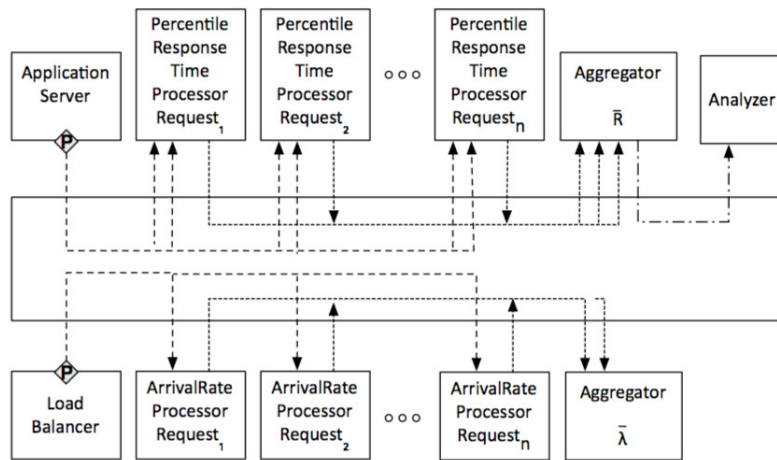 Application
Server
P
Percentile
Response
Time
Processor
Request₁
Percentile
Response
Time
Processor
Request₂
Percentile
Response
Time
Processor
Requestₙ
Aggregator
R̄
Analyzer
P
Load
Balancer
ArrivalRate
Processor
Request₁
ArrivalRate
Processor
Request₂
ArrivalRate
Processor
Requestₙ
Aggregator
λ̄